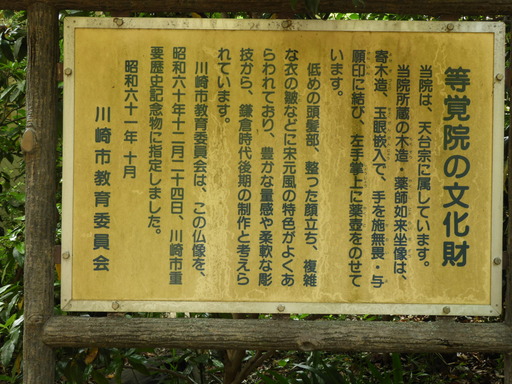 等覚院の文化財
当院は、天台宗に属しています。
当院所蔵の木造・薬師如来坐像は、
寄木造、玉眼嵌入で、手を施無畏・与
願印に結び、左手掌上に薬壺をのせて
います。
低めの頭髪部、整った顔立ち、複雑
な衣の皺などに宋元風の特色がよくあ
らわれており、豊かな量感や柔軟な彫
技から、鎌倉時代後期の制作と考えら
れています。
川崎市教育委員会は、この仏像を、
昭和六十年十二月二十四日、川崎市重
要歴史記念物に指定しました。
昭和六十一年十月
川崎市教育委員会